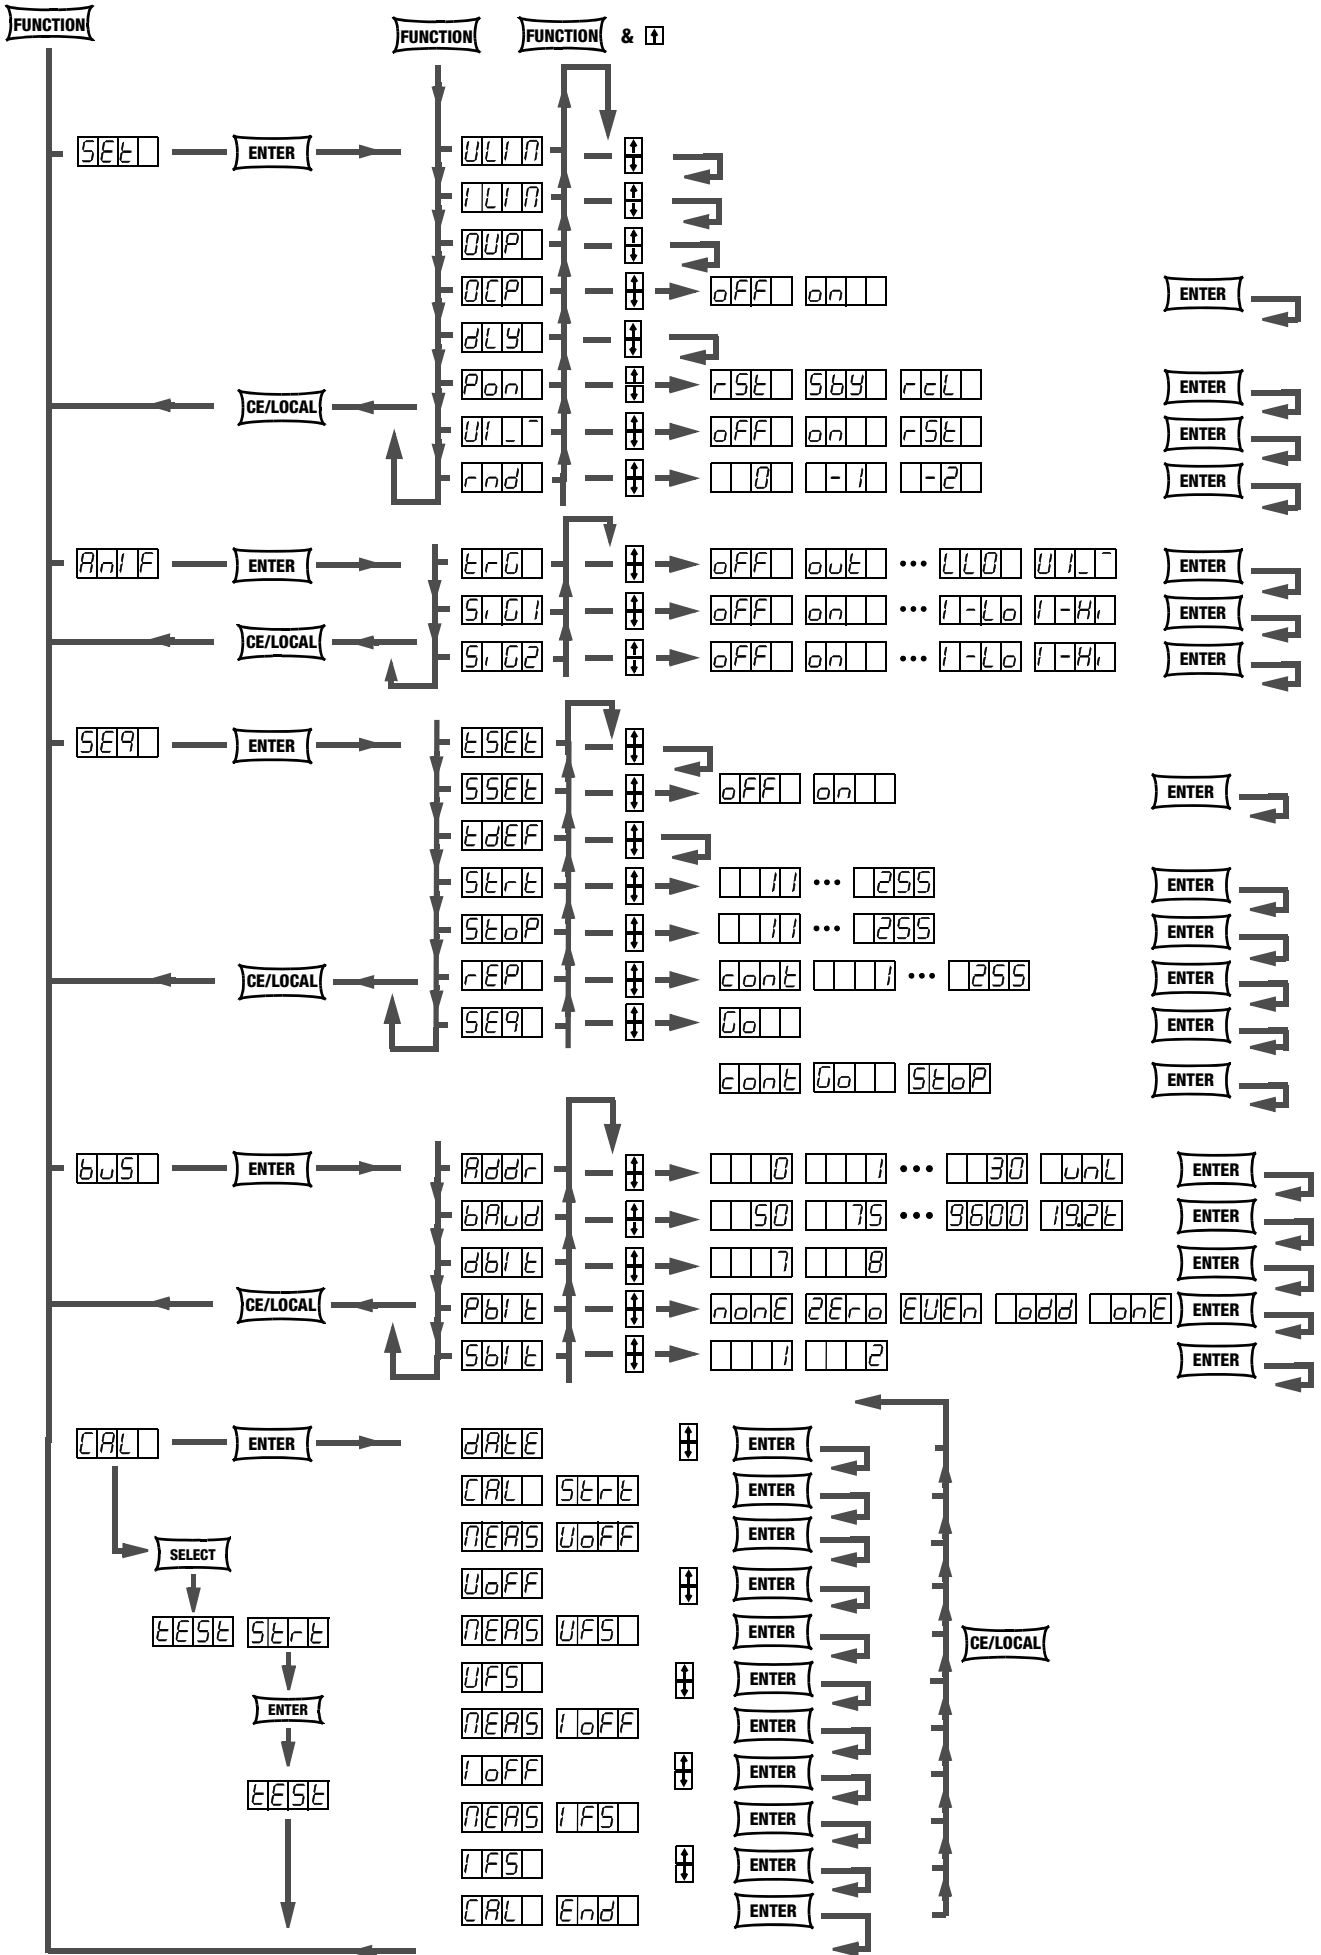 FUNCTION
FUNCTION FUNCTION &
SEt ENTER ULIM
ILIM
OUP
OCP oFF on ENTER
dLY
CE/LOCAL Pon rSt Sby rcL ENTER
UI_¯ oFF on rSt ENTER
rnd 0 -1 -2 ENTER
AnIF ENTER trG oFF out ••• LLO UI_¯ ENTER
CE/LOCAL SiG1 oFF on ••• I-Lo I-Hi ENTER
SiG2 oFF on ••• I-Lo I-Hi ENTER
SEq ENTER tSEt
SSEt oFF on ENTER
tdEF
Strt 11 ••• 255 ENTER
StoP 11 ••• 255 ENTER
CE/LOCAL rEP cont 1 ••• 255 ENTER
SEq Go ENTER
cont Go StoP ENTER
buS ENTER Addr 0 1 ••• 30 unL ENTER
bAud 50 75 ••• 9600 19.2t ENTER
dbIt 7 8 ENTER
CE/LOCAL PbIt nonE ZEro EUEn odd onE ENTER
SbIt 1 2 ENTER
CAL ENTER dAtE ENTER
CAL Strt ENTER
MEAS UoFF ENTER
SELECT
UoFF ENTER
tESt Strt MEAS UFS ENTER CE/LOCAL
UFS ENTER
ENTER MEAS IoFF ENTER
IoFF ENTER
tESt MEAS IFS ENTER
IFS ENTER
CAL End ENTER